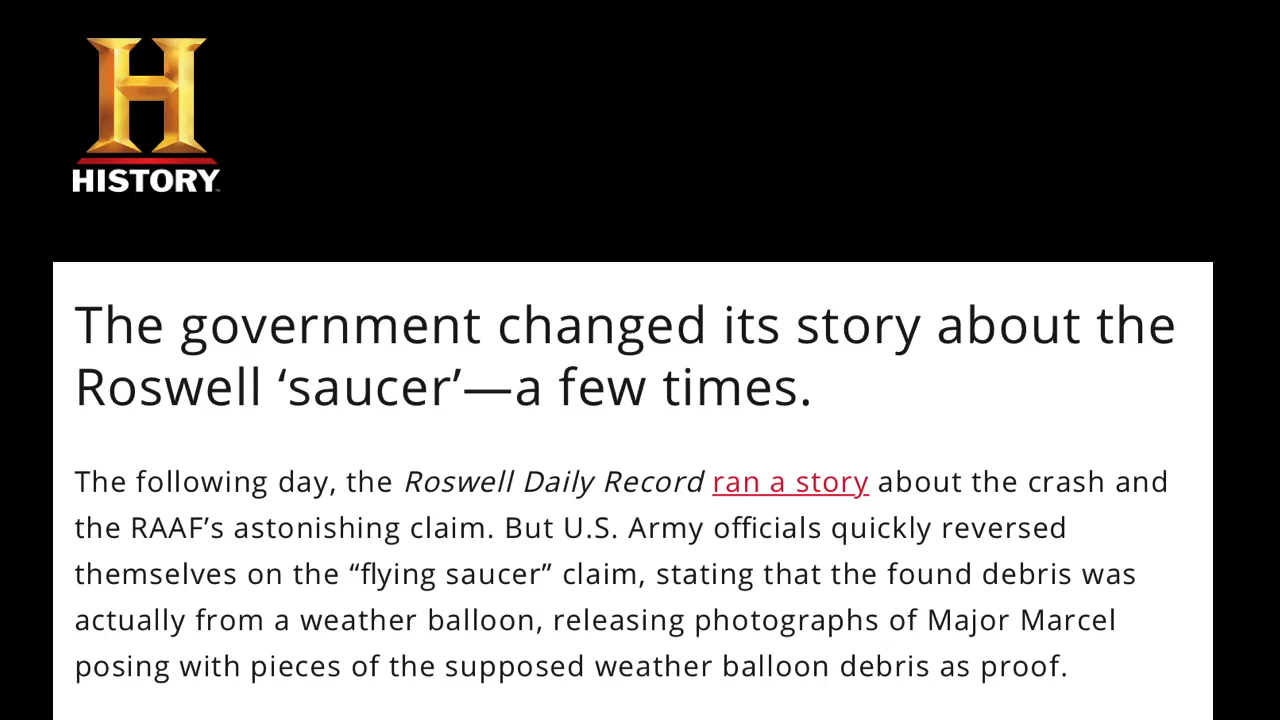 H
HISTORY
The government changed its story about the
Roswell ‘saucer’—a few times.
The following day, the Roswell Daily Record ran a story about the crash and
the RAAF’s astonishing claim. But U.S. Army officials quickly reversed
themselves on the “flying saucer” claim, stating that the found debris was
actually from a weather balloon, releasing photographs of Major Marcel
posing with pieces of the supposed weather balloon debris as proof.